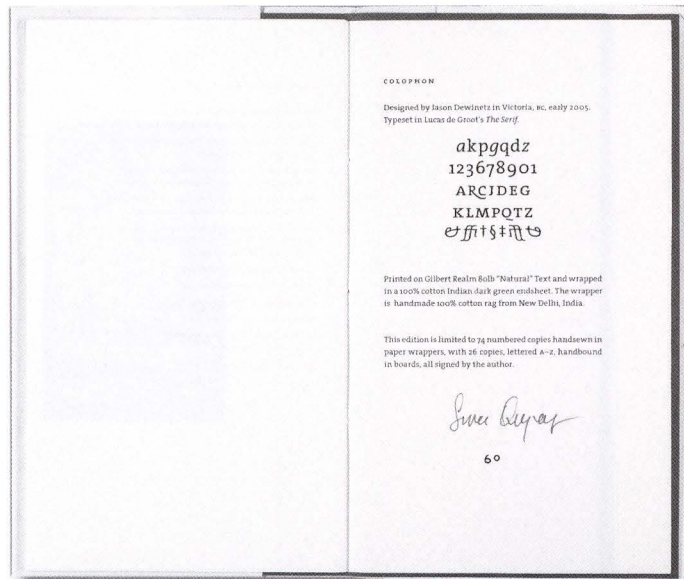 COLOPHON
Designed by Jason Dewinetz in Victoria, BC, early 2005.
Typeset in Lucas de Groot's The Serif.
akpgqdz
123678901
ARCJDEG
KLMPQTZ
Printed on Gilbert Realm 80lb "Natural" Text and wrapped
in a 100% cotton Indian dark green endsheet. The wrapper
is handmade 100% cotton rag from New Delhi, India.
This edition is limited to 74 numbered copies handsewn in
paper wrappers, with 26 copies, lettered A–Z, handbound
in boards, all signed by the author.
60